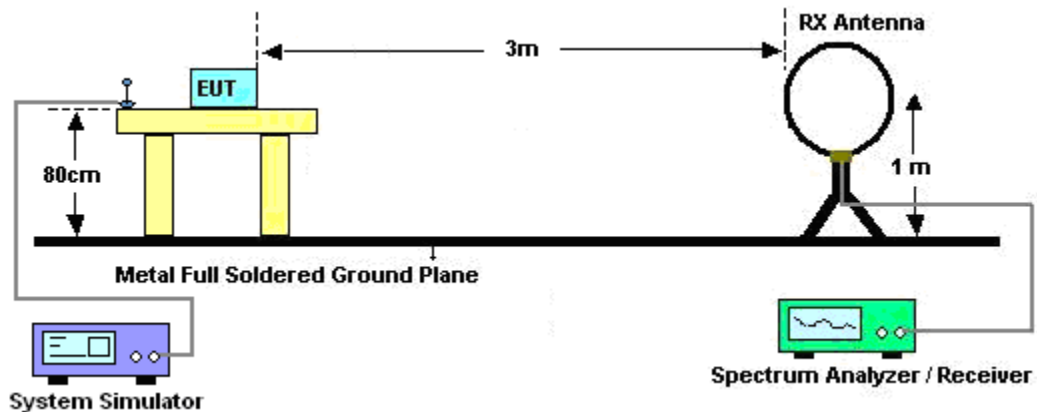 RX Antenna
3m
EUT
80cm
1 m
Metal Full Soldered Ground Plane
System Simulator
Spectrum Analyzer / Receiver